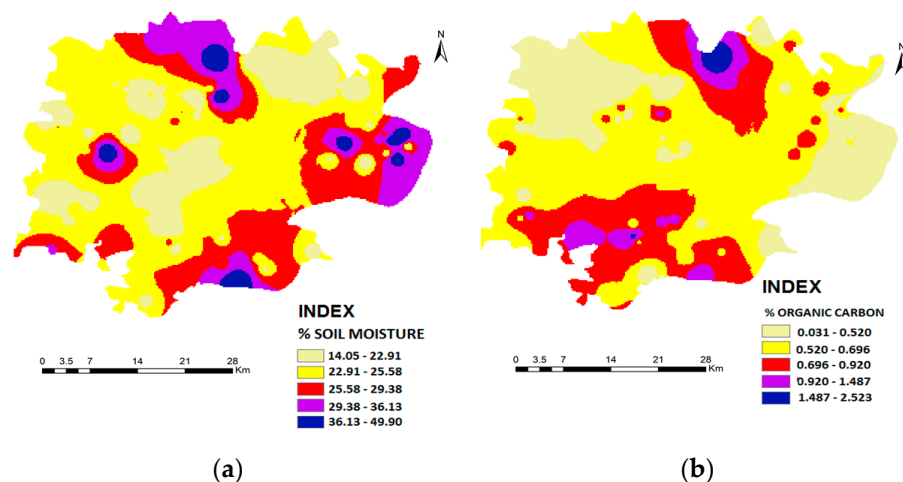 N
N
INDEX
% SOIL MOISTURE
14.05 - 22.91
22.91 - 25.58
25.58 - 29.38
29.38 - 36.13
36.13 - 49.90
0 3.5 7 14 21 28
Km
INDEX
% ORGANIC CARBON
0.031 - 0.520
0.520 - 0.696
0.696 - 0.920
0.920 - 1.487
1.487 - 2.523
0 3.5 7 14 21 28
Km
(a)
(b)